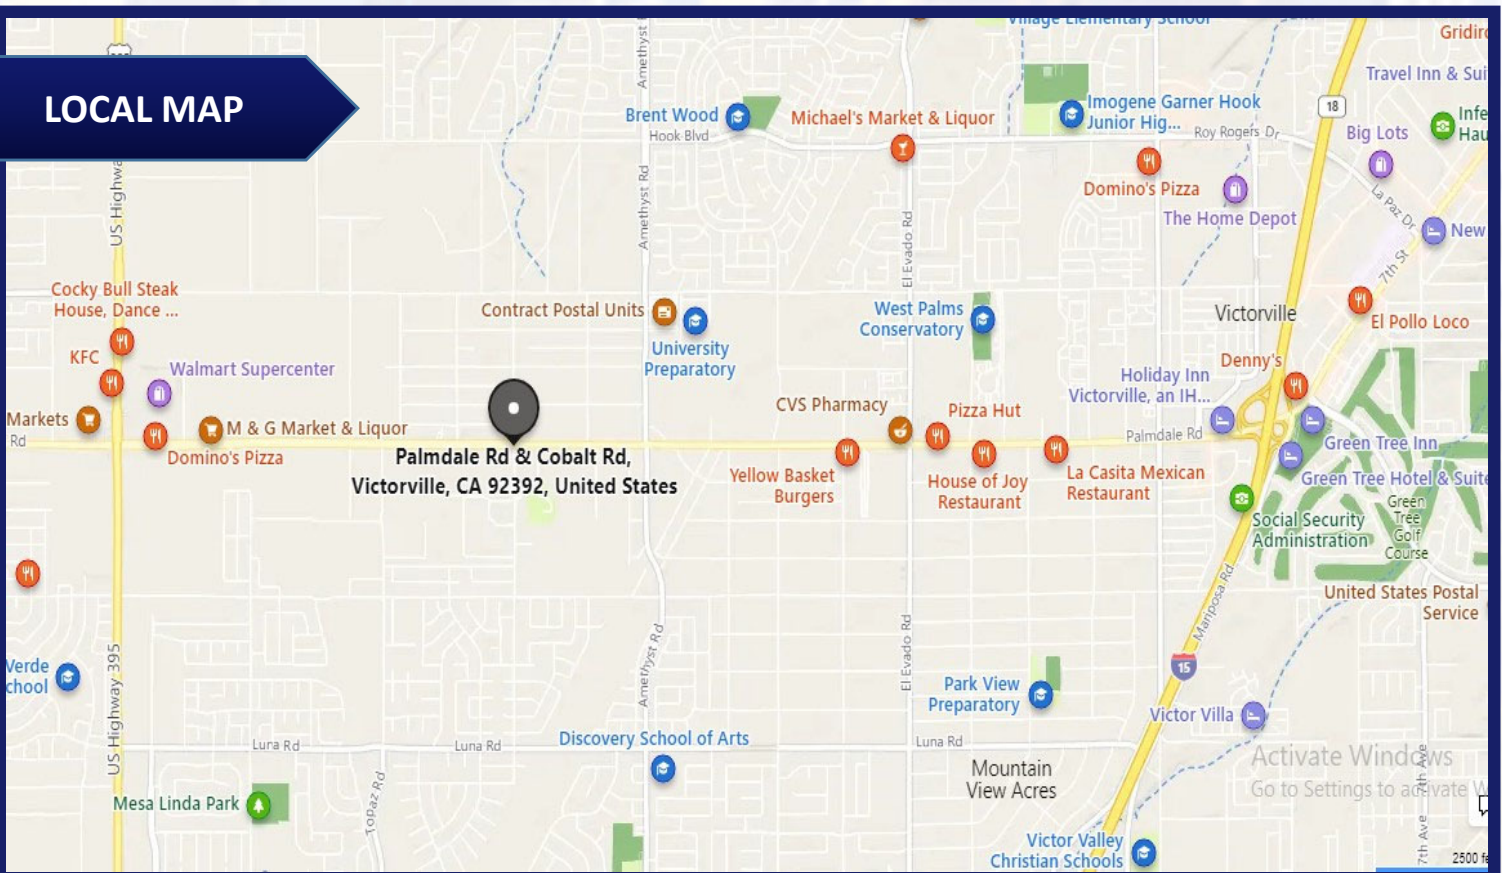 Village Elementary School
Gridiro
LOCAL MAP
Amethyst
Travel Inn & Sui
Brent Wood
Hook Blvd
Michael's Market & Liquor
Imogene Garner Hook
Junior Hig...
Roy Rogers Dr
18
Big Lots
Infe
Hau
US Highwa
Amethyst Rd
Domino's Pizza
The Home Depot
La Paz Dr
New
El Evado Rd
7th St
Cocky Bull Steak
House, Dance ...
Contract Postal Units
West Palms
Conservatory
Victorville
El Pollo Loco
KFC
Walmart Supercenter
University
Preparatory
Denny's
Holiday Inn
Victorville, an IH...
Markets
Rd
M & G Market & Liquor
CVS Pharmacy
Pizza Hut
Palmdale Rd
Green Tree Inn
Domino's Pizza
Palmdale Rd & Cobalt Rd,
Victorville, CA 92392, United States
Yellow Basket
Burgers
House of Joy
Restaurant
La Casita Mexican
Restaurant
Green Tree Hotel & Suite
Green
Tree
Golf
Course
Social Security
Administration
United States Postal
Service
Mariposa Rd
Amethyst Rd
El Evado Rd
US Highway 395
Verde
chool
15
Park View
Preparatory
Victor Villa
Luna Rd
Luna Rd
Discovery School of Arts
Luna Rd
Mountain
View Acres
Activate Windows
Go to Settings to activate W
7th Ave
Mesa Linda Park
Topaz Rd
Victor Valley
Christian Schools
7th Ave
2500 fe